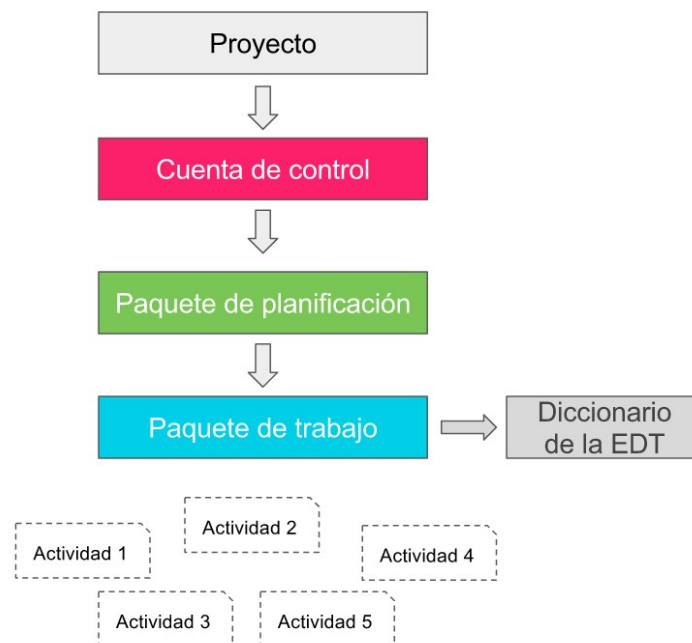 Proyecto
Cuenta de control
Paquete de planificación
Paquete de trabajo
Diccionario
de la EDT
Actividad 1
Actividad 2
Actividad 4
Actividad 3
Actividad 5